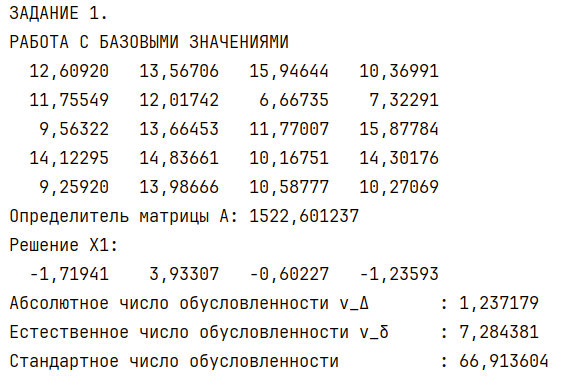 ЗАДАНИЕ 1.
РАБОТА С БАЗОВЫМИ ЗНАЧЕНИЯМИ
12,60920 13,56706 15,94644 10,36991
11,75549 12,01742 6,66735 7,32291
9,56322 13,66453 11,77007 15,87784
14,12295 14,83661 10,16751 14,30176
9,25920 13,98666 10,58777 10,27069
Определитель матрицы A: 1522,601237
Решение X1:
-1,71941 3,93307 -0,60227 -1,23593
Абсолютное число обусловленности v_Δ : 1,237179
Естественное число обусловленности v_δ : 7,284381
Стандартное число обусловленности : 66,913604